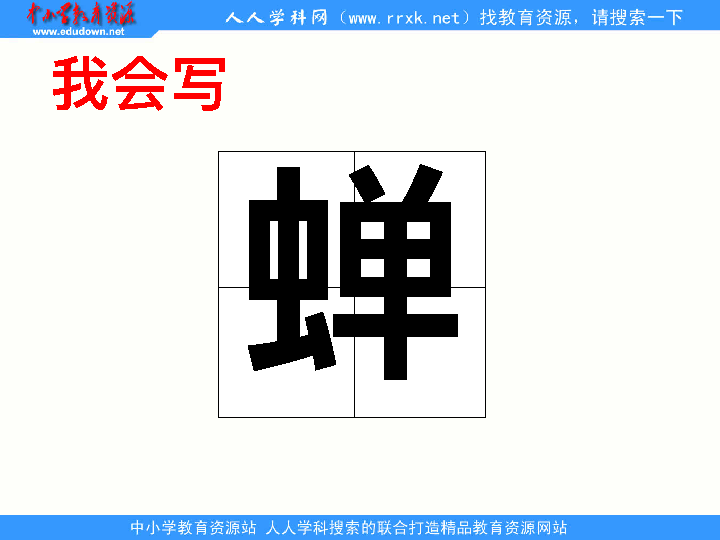 中小学教育资源
www.edudown.net
人人学科网（www.rrxk.net）找教育资源，请搜索一下
我会写
蝉
中小学教育资源站 人人学科搜索的联合打造精品教育资源网站